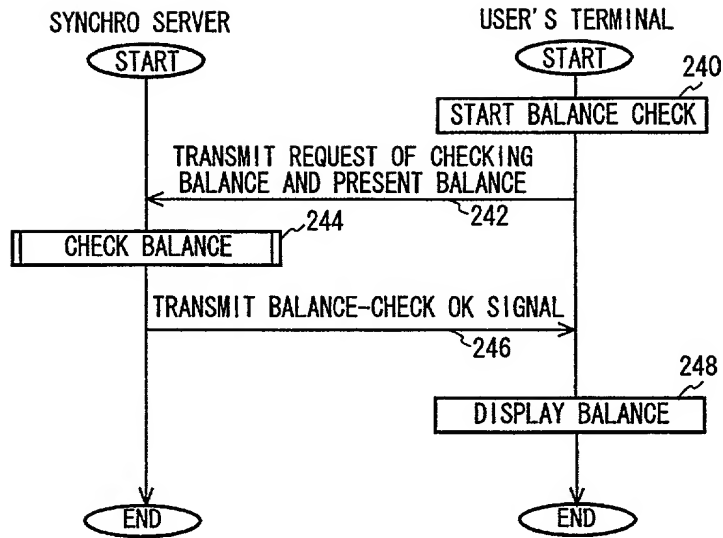 SYNCHRO SERVER
USER'S TERMINAL
START
START
240
START BALANCE CHECK
TRANSMIT REQUEST OF CHECKING
BALANCE AND PRESENT BALANCE
242
244
CHECK BALANCE
TRANSMIT BALANCE-CHECK OK SIGNAL
246
248
DISPLAY BALANCE
END
END